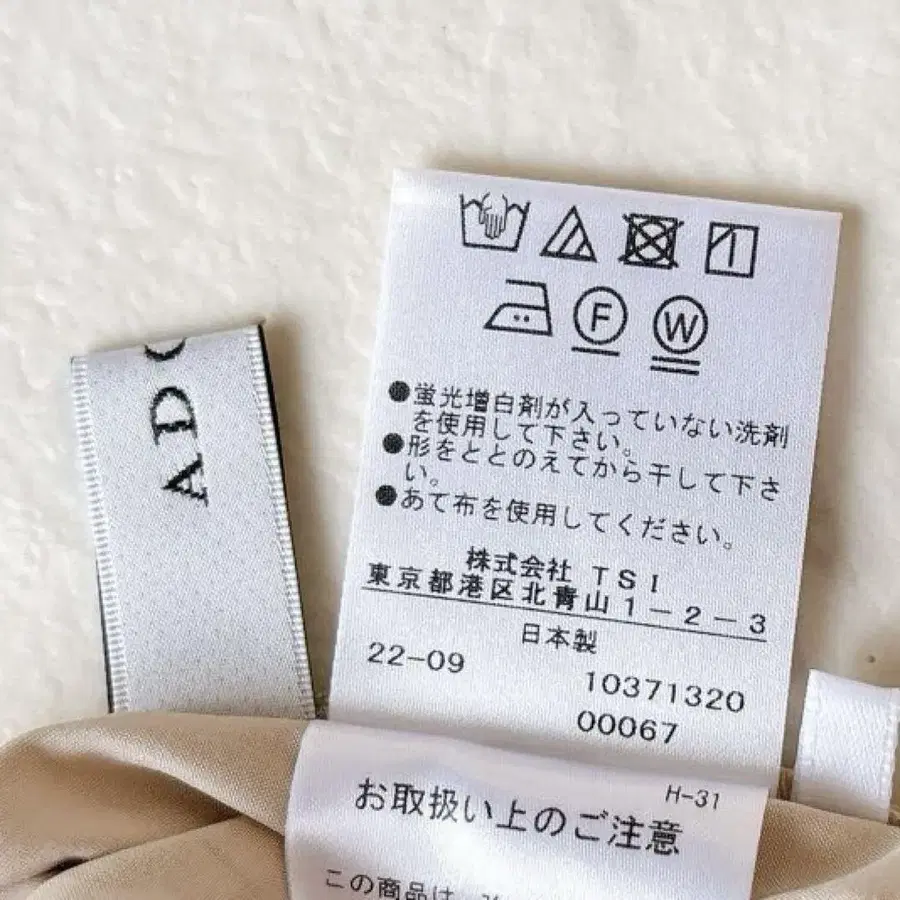 ●蛍光増白剤が入っていない洗剤
を使用して下さい。
●形をととのえてから干して下さ
い。
●あて布を使用してください。
株式会社 TSI
東京都港区北青山1-2-3
日本製
22-09
10371320
00067
H-31
お取扱い上のご注意
この商品は
AD
F
W